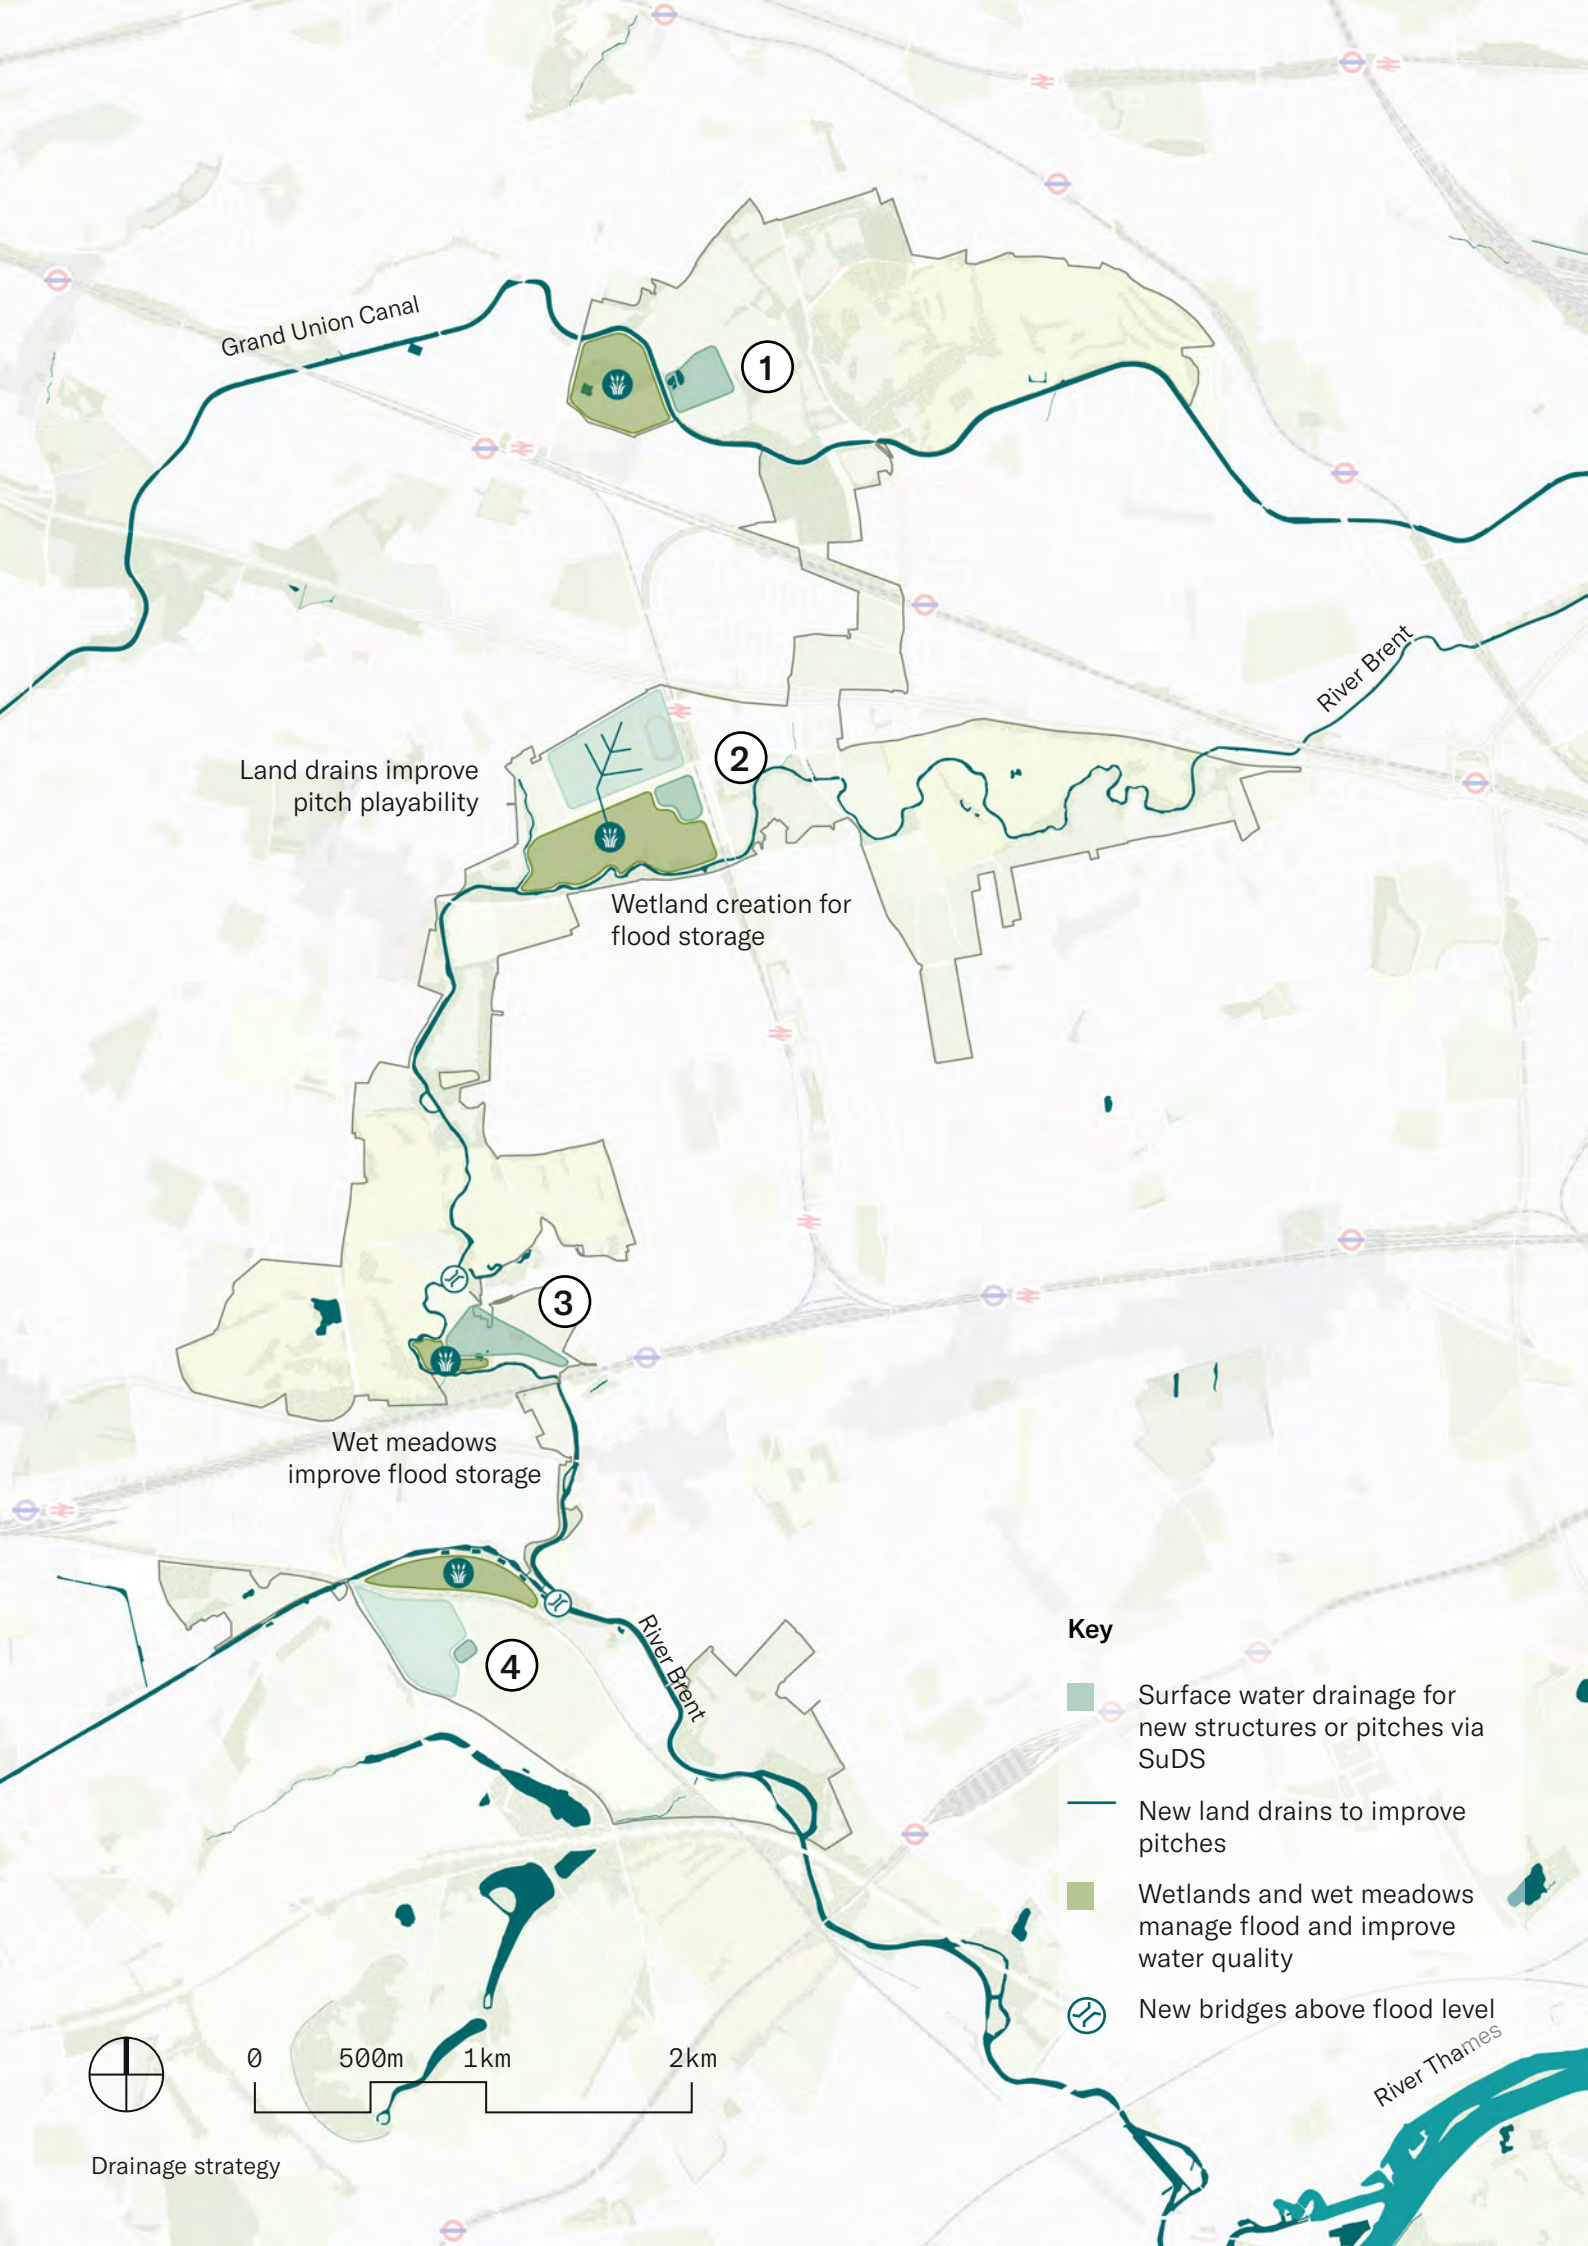 Grand Union Canal
1
River Brent
2
Land drains improve
pitch playability
Wetland creation for
flood storage
3
Wet meadows
improve flood storage
River Brent
4
Key
Surface water drainage for
new structures or pitches via
SuDS
New land drains to improve
pitches
Wetlands and wet meadows
manage flood and improve
water quality
New bridges above flood level
River Thames
0 500m 1km 2km
Drainage strategy